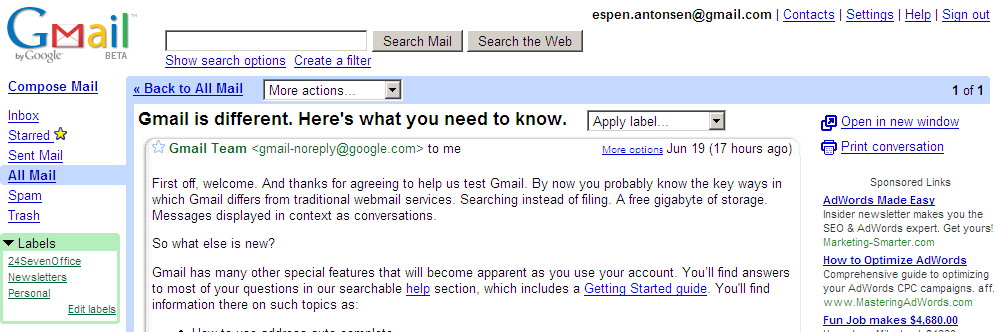 espen.antonsen@gmail.com | Contacts | Settings | Help | Sign out
Gmail
by Google
BETA
Search Mail
Search the Web
Show search options
Create a filter
Compose Mail
Inbox
Starred
Sent Mail
All Mail
Spam
Trash
Labels
24SevenOffice
Newsletters
Personal
Edit labels
« Back to All Mail
More actions...
1 of 1
Gmail is different. Here's what you need to know.
Apply label...
Gmail Team <gmail-noreply@google.com> to me
More options Jun 19 (17 hours ago)
First off, welcome. And thanks for agreeing to help us test Gmail. By now you probably know the key ways in
which Gmail differs from traditional webmail services. Searching instead of filing. A free gigabyte of storage.
Messages displayed in context as conversations.
So what else is new?
Gmail has many other special features that will become apparent as you use your account. You'll find answers
to most of your questions in our searchable help section, which includes a Getting Started guide. You'll find
information there on such topics as:
How to use address auto-complete
Open in new window
Print conversation
Sponsored Links
AdWords Made Easy
Insider newsletter makes you the
SEO & AdWords expert. Get yours!
Marketing-Smarter.com
How to Optimize AdWords
Comprehensive guide to optimizing
your AdWords CPC campaigns. aff.
www.MasteringAdWords.com
Fun Job makes $4,680.00